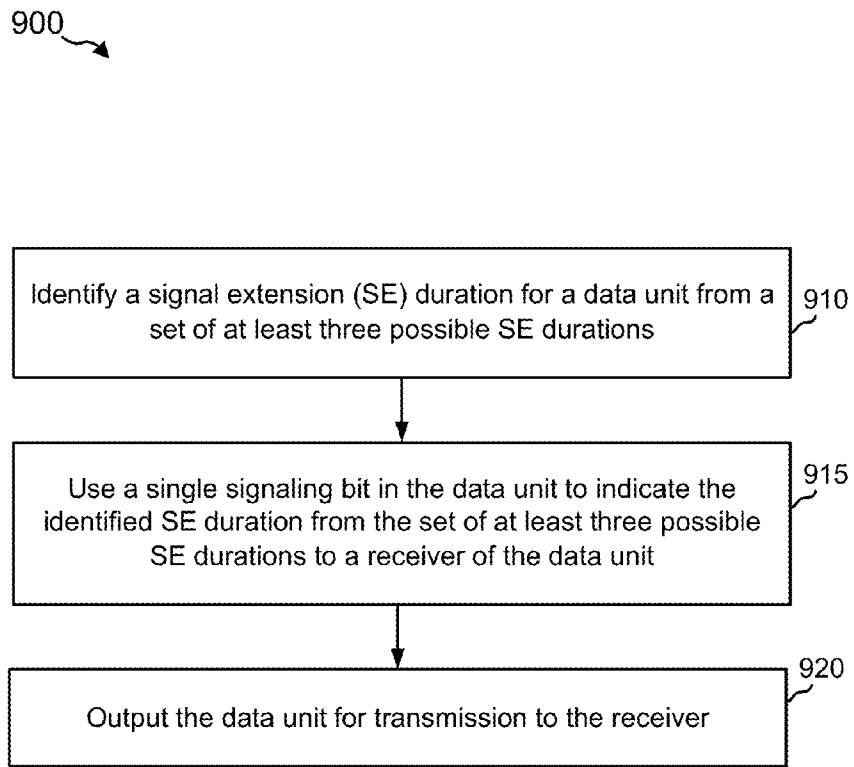 900
Identify a signal extension (SE) duration for a data unit from a
set of at least three possible SE durations
910
Use a single signaling bit in the data unit to indicate the
identified SE duration from the set of at least three possible
SE durations to a receiver of the data unit
915
Output the data unit for transmission to the receiver
920